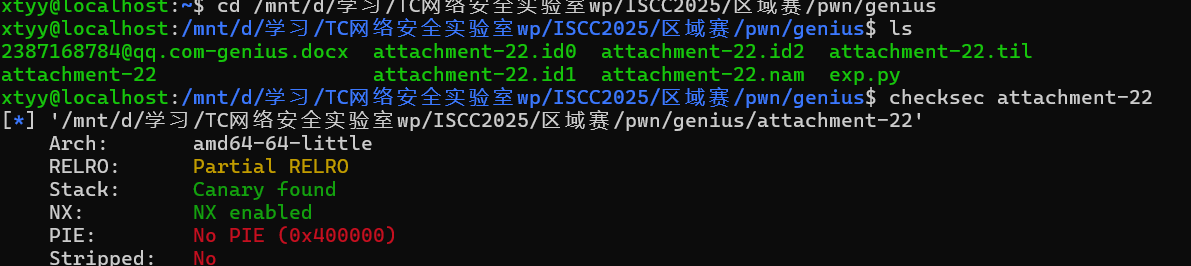 xtyy@localhost:~$ cd /mnt/d/学习/TC网络安全实验室wp/ISCC2025/区域赛/pwn/genius
xtyy@localhost:/mnt/d/学习/TC网络安全实验室wp/ISCC2025/区域赛/pwn/genius$ ls
2387168784@qq.com-genius.docx attachment-22.id0 attachment-22.id2 attachment-22.til
attachment-22 attachment-22.id1 attachment-22.nam exp.py
xtyy@localhost:/mnt/d/学习/TC网络安全实验室wp/ISCC2025/区域赛/pwn/genius$ checksec attachment-22
[*] '/mnt/d/学习/TC网络安全实验室wp/ISCC2025/区域赛/pwn/genius/attachment-22'
Arch: amd64-64-little
RELRO: Partial RELRO
Stack: Canary found
NX: NX enabled
PIE: No PIE (0x400000)
Stripped: No